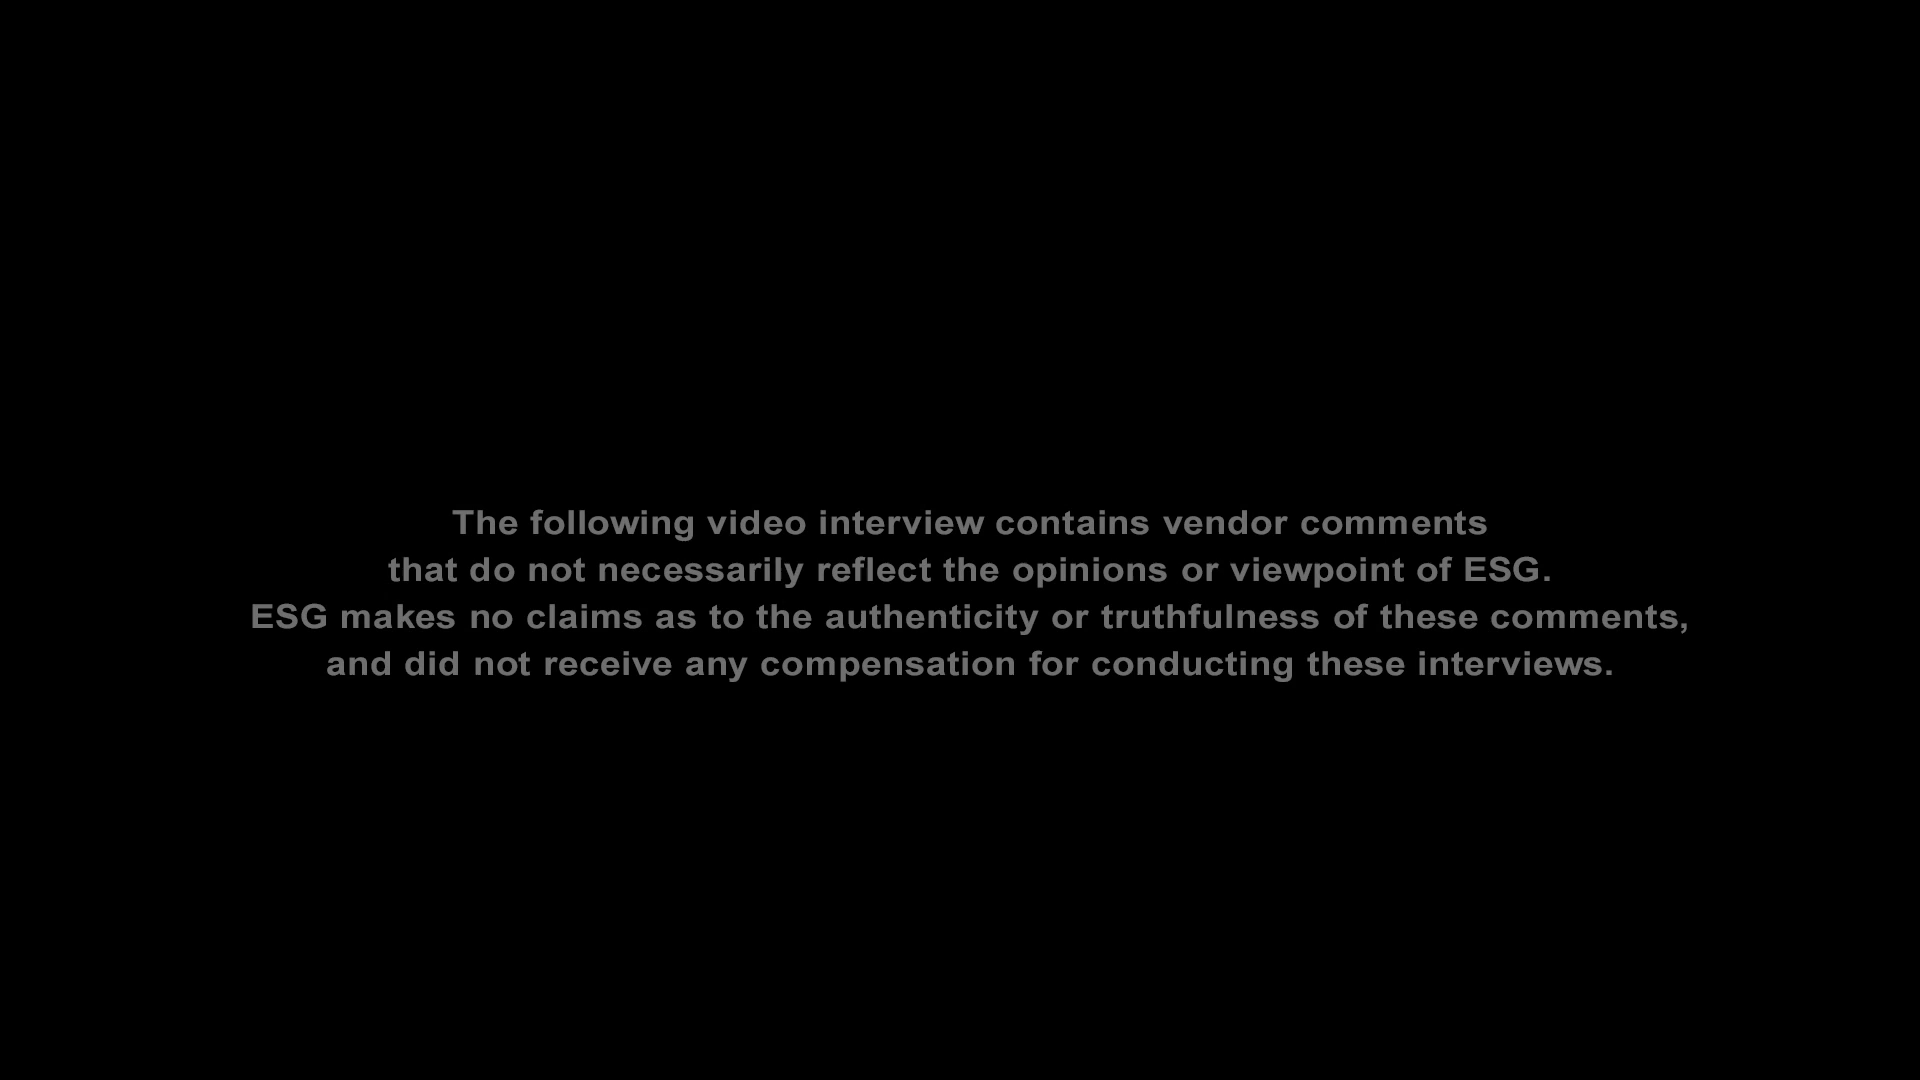 The following video interview contains vendor comments
that do not necessarily reflect the opinions or viewpoint of ESG.
ESG makes no claims as to the authenticity or truthfulness of these comments,
and did not receive any compensation for conducting these interviews.